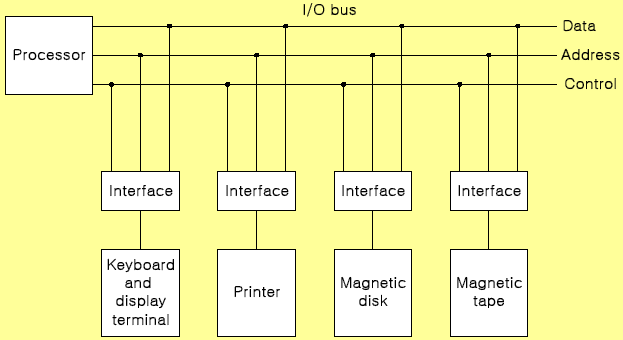 I/O bus
Data
Processor
Address
Control
Interface
Interface
Interface
Interface
Keyboard
and
display
terminal
Printer
Magnetic
disk
Magnetic
tape